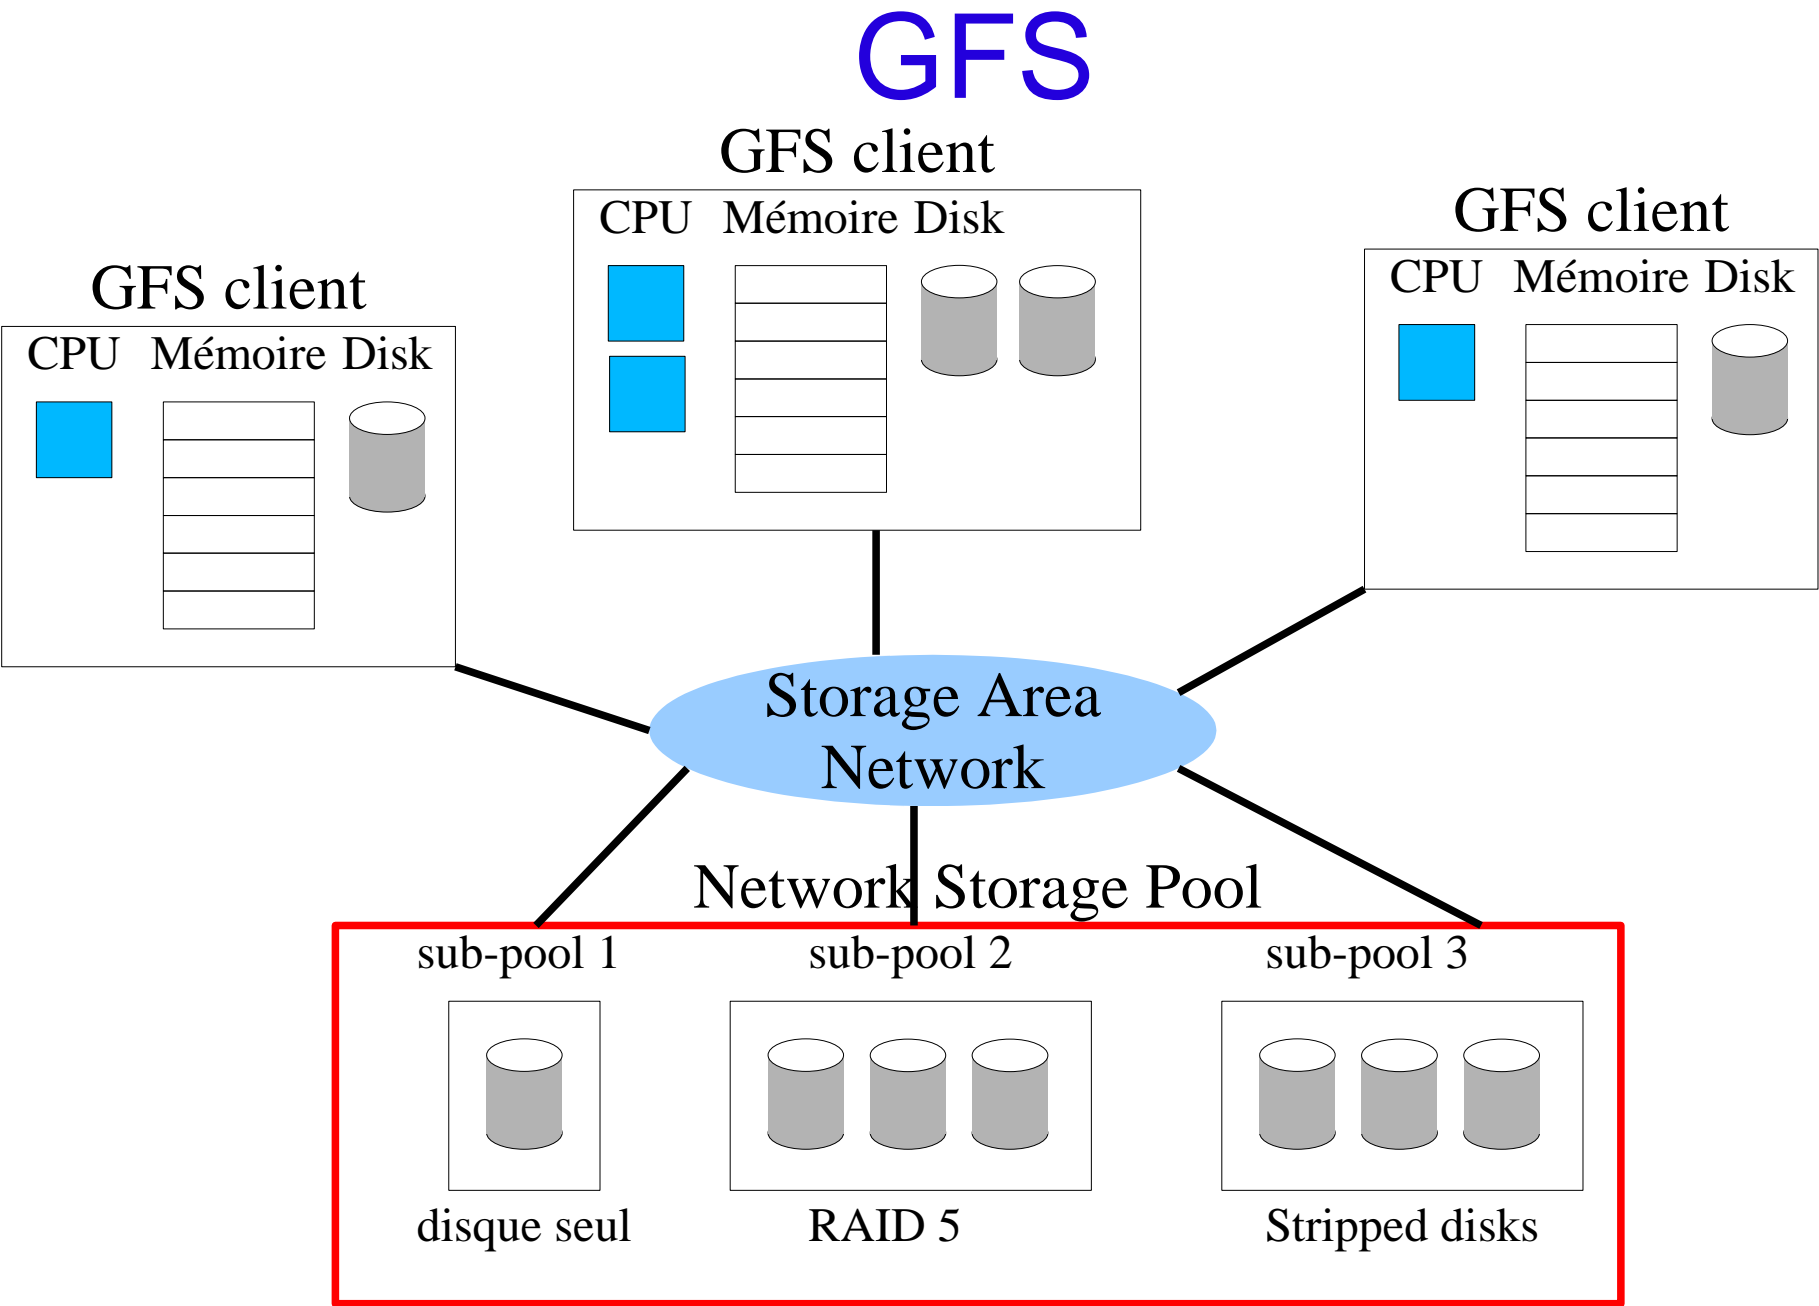 GFS
GFS client
CPU Mémoire Disk
GFS client
CPU Mémoire Disk
GFS client
CPU Mémoire Disk
Storage Area
Network
Network Storage Pool
sub-pool 1
sub-pool 2
sub-pool 3
disque seul
RAID 5
Stripped disks